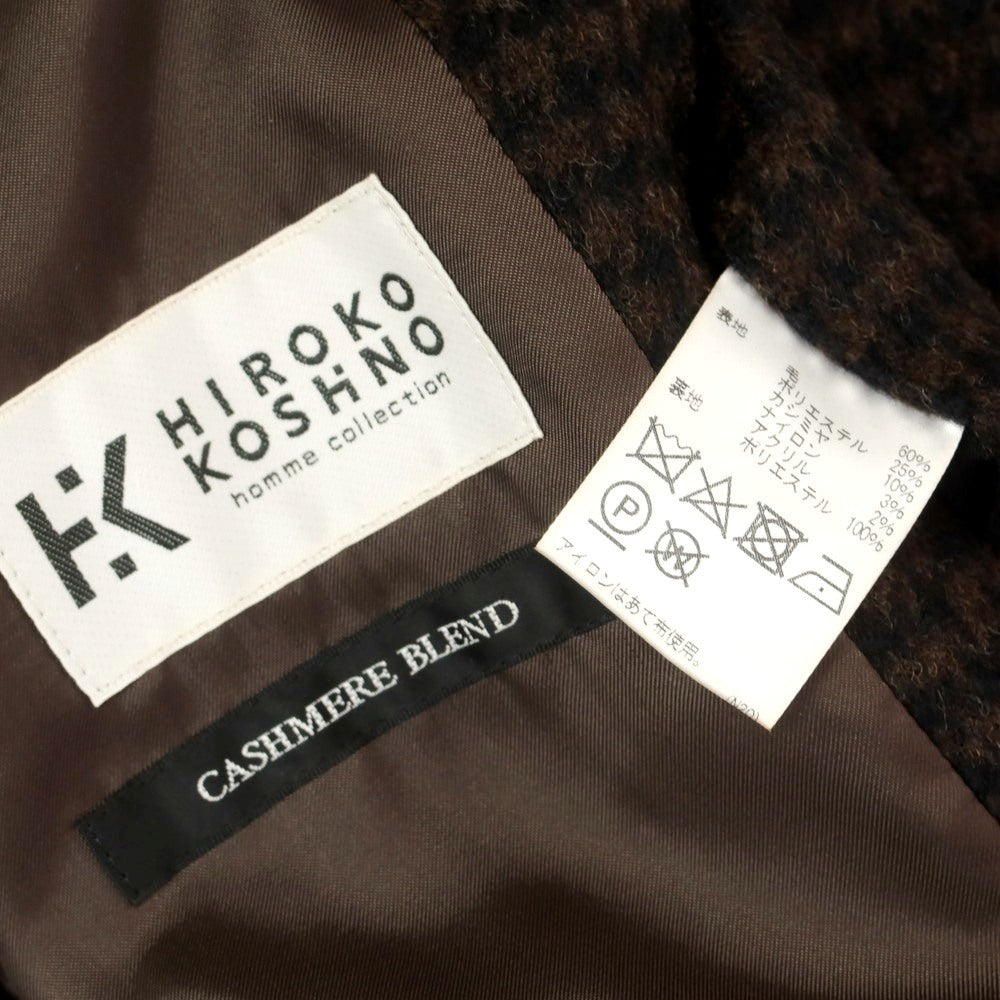 HIROKO
KOSHINO
homme collection
CASHMERE BLEND
表地
毛 60%
ポリエステル 25%
カシミヤ 10%
ナイロン 3%
アクリル 2%
裏地 ポリエステル 100%
P
アイロンはあて布使用。